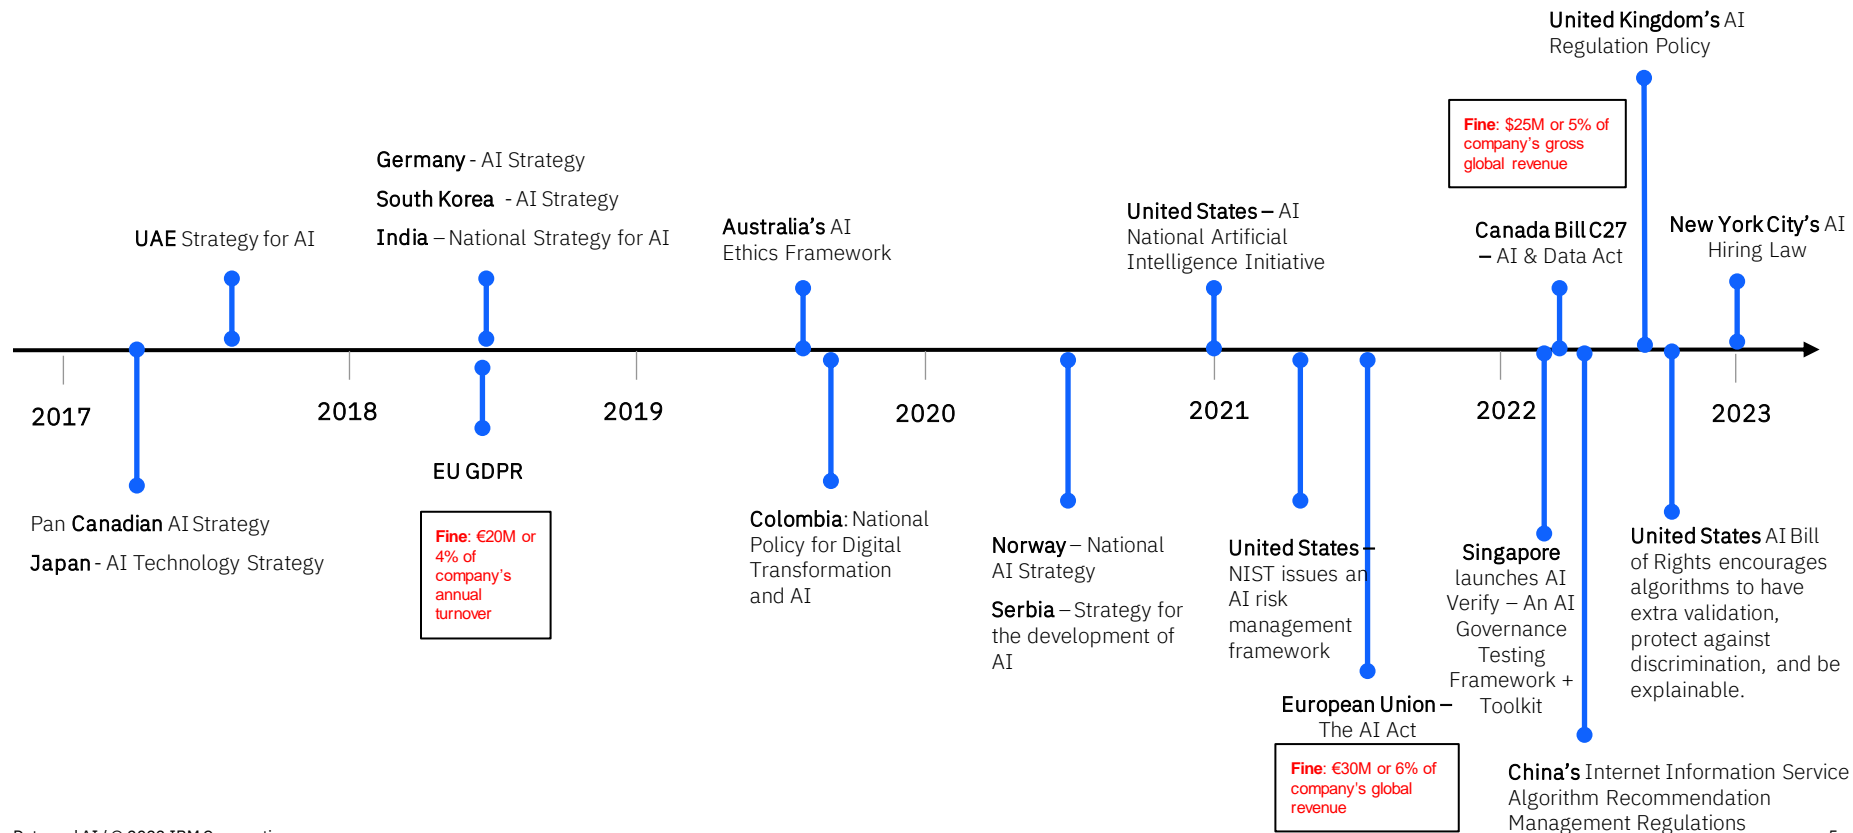 United Kingdom’s AI
Regulation Policy
Fine: $25M or 5% of
company’s gross
global revenue
Germany - AI Strategy
South Korea - AI Strategy
India – National Strategy for AI
UAE Strategy for AI
Australia’s AI
Ethics Framework
United States – AI
National Artificial
Intelligence Initiative
Canada Bill C27
– AI & Data Act
New York City’s AI
Hiring Law
2017
2018
2019
2020
2021
2022
2023
Pan Canadian AI Strategy
Japan - AI Technology Strategy
EU GDPR
Fine: €20M or
4% of
company’s
annual
turnover
Colombia: National
Policy for Digital
Transformation
and AI
Norway – National
AI Strategy
Serbia – Strategy for
the development of
AI
United States –
NIST issues an
AI risk
management
framework
European Union –
The AI Act
Fine: €30M or 6% of
company’s global
revenue
Singapore
launches AI
Verify – An AI
Governance
Testing
Framework +
Toolkit
United States AI Bill
of Rights encourages
algorithms to have
extra validation,
protect against
discrimination, and be
explainable.
China’s Internet Information Service
Algorithm Recommendation
Management Regulations